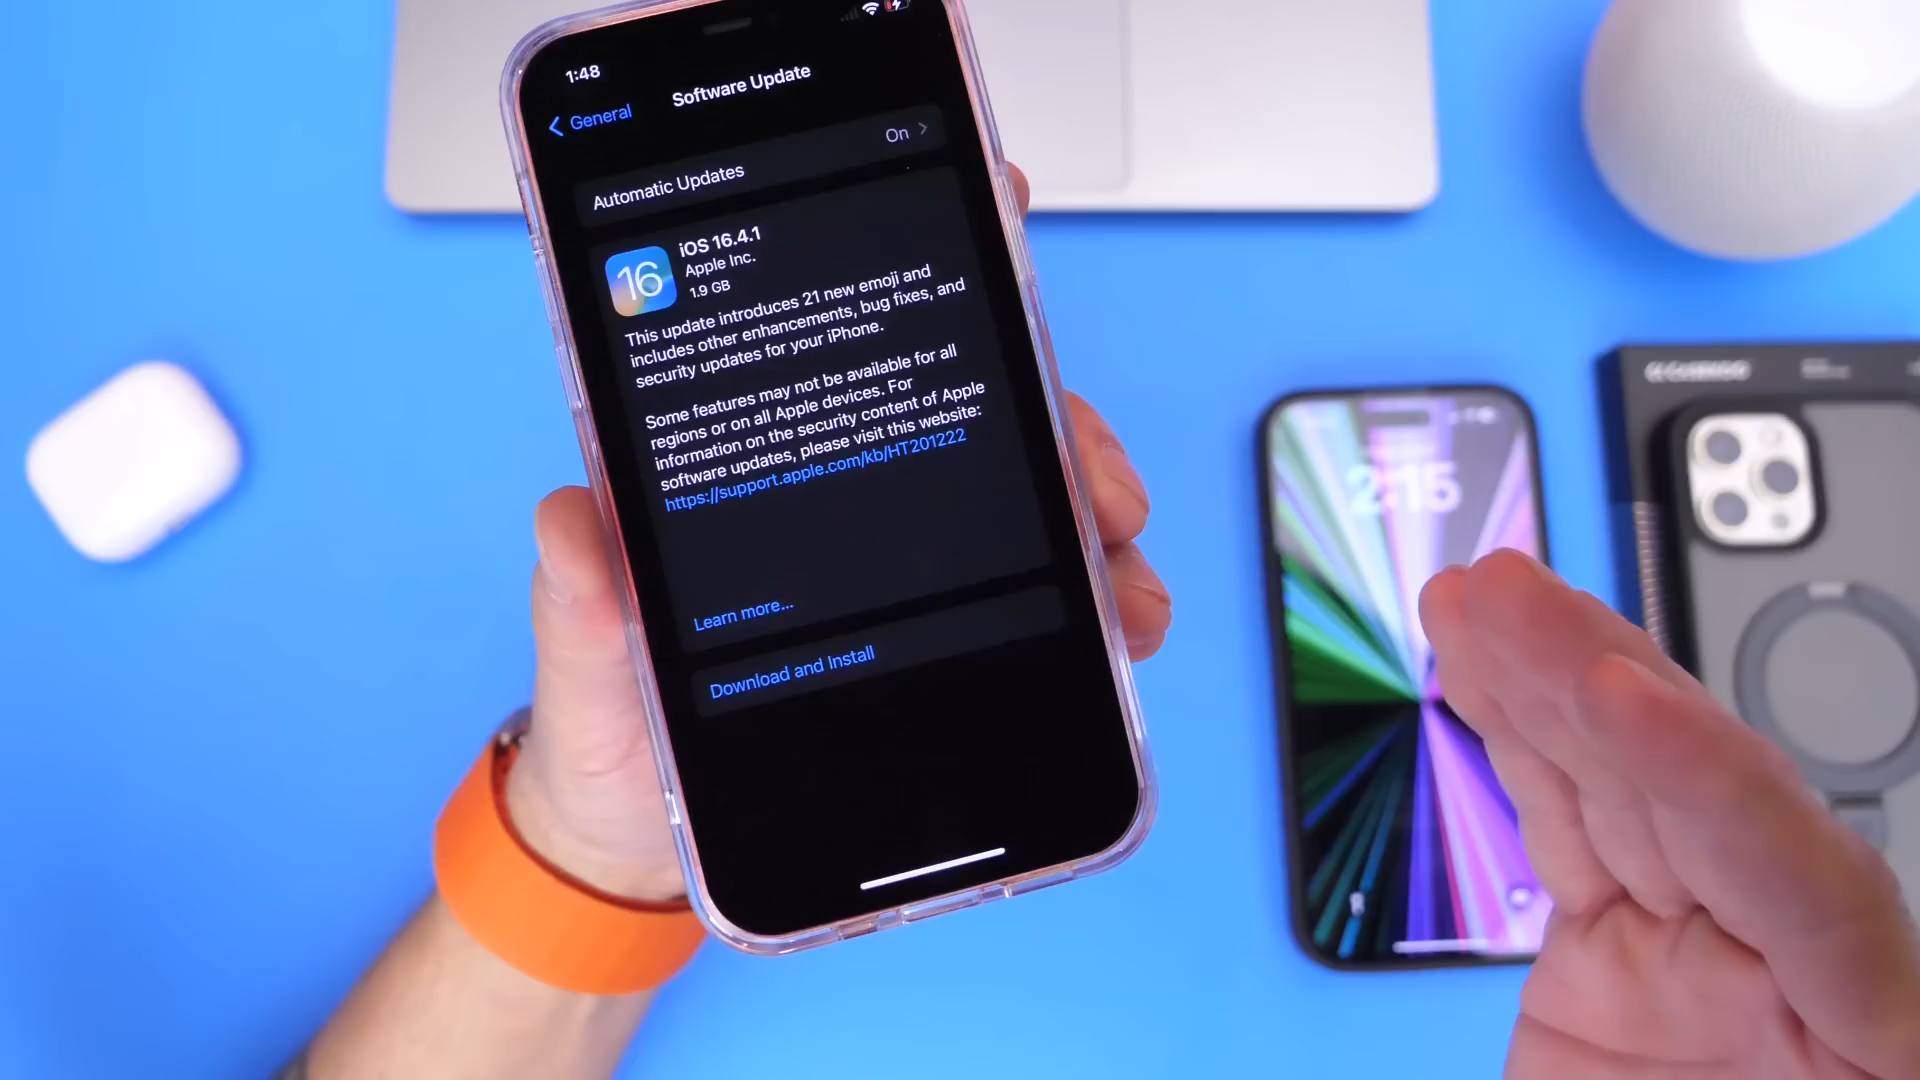 1:48
General
Software Update
Automatic Updates
On
16
iOS 16.4.1
Apple Inc.
1.9 GB
This update introduces 21 new emoji and
includes other enhancements, bug fixes, and
security updates for your iPhone.
Some features may not be available for all
regions or on all Apple devices. For
information on the security content of Apple
software updates, please visit this website:
https://support.apple.com/kb/HT201222
Learn more...
Download and Install
2:15